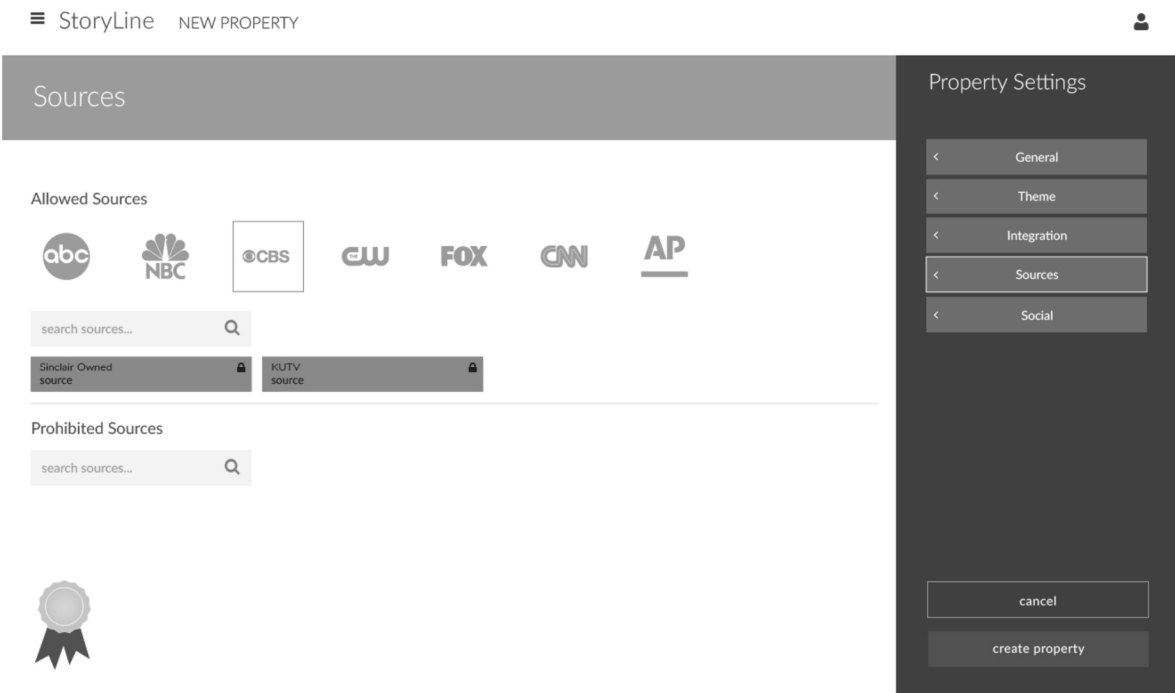 StoryLine NEW PROPERTY
Sources
Allowed Sources
abc NBC CBS THE CW FOX CNN AP
search sources...
Sinclair Owned
source
KUTV
source
Prohibited Sources
search sources...
Property Settings
General
Theme
Integration
Sources
Social
cancel
create property